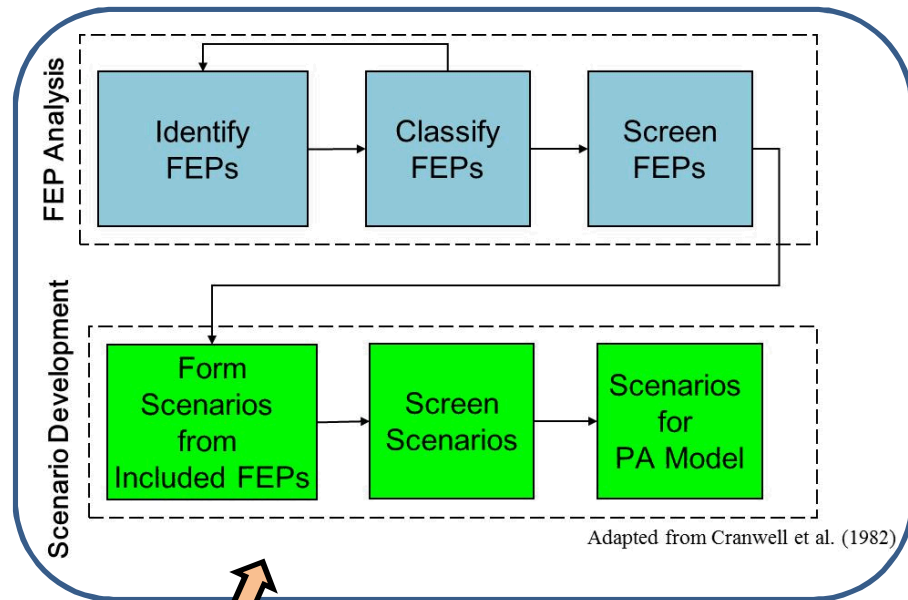 FEP Analysis
Identify
FEPs
Classify
FEPs
Screen
FEPs
Scenario Development
Form
Scenarios
from
Included FEPs
Screen
Scenarios
Scenarios
for
PA Model
Adapted from Cranwell et al. (1982)